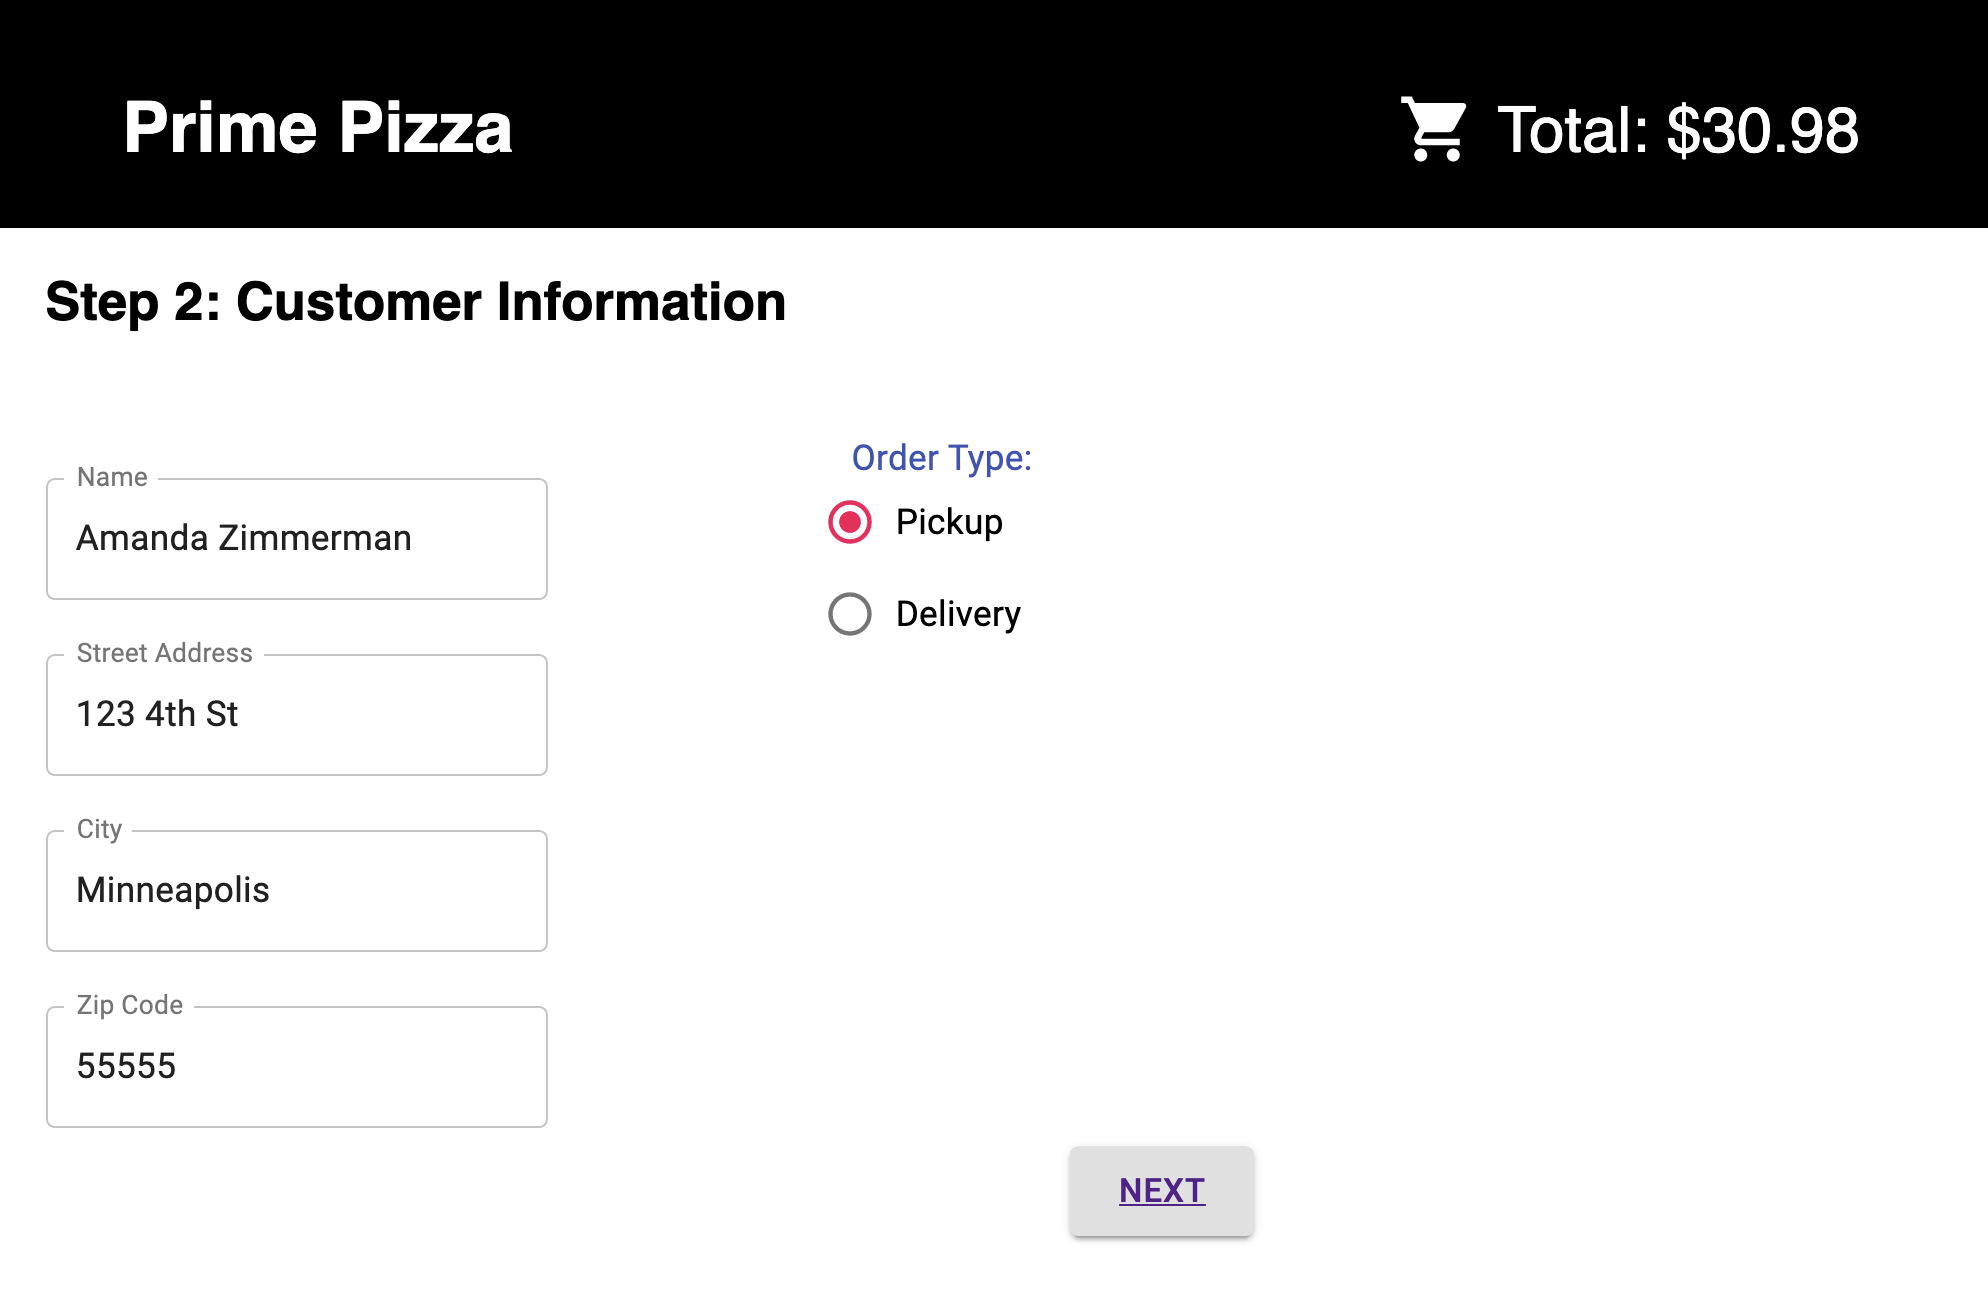 Prime Pizza
Total: $30.98
Step 2: Customer Information
Name
Amanda Zimmerman
Street Address
123 4th St
City
Minneapolis
Zip Code
55555
Order Type:
Pickup
Delivery
NEXT